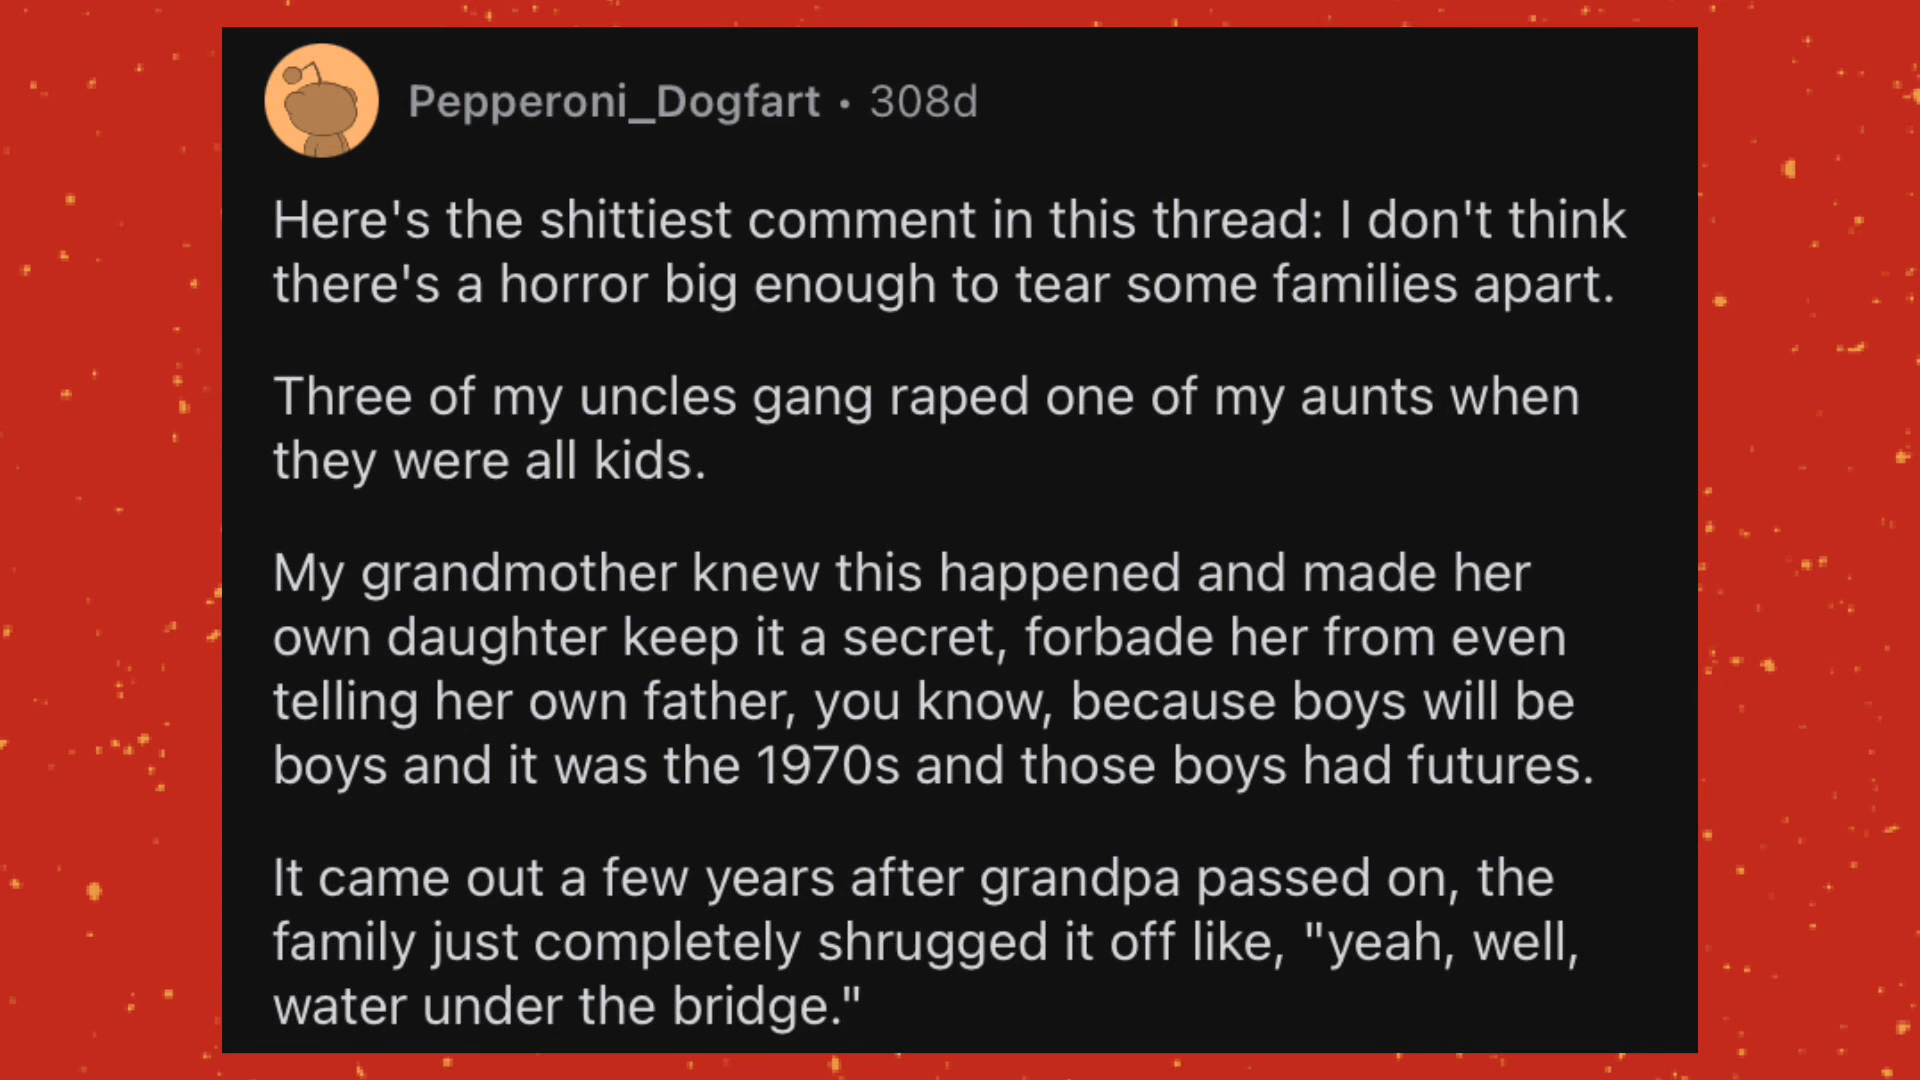 Pepperoni_Dogfart • 308d
Here's the shittiest comment in this thread: I don't think
there's a horror big enough to tear some families apart.
Three of my uncles gang raped one of my aunts when
they were all kids.
My grandmother knew this happened and made her
own daughter keep it a secret, forbade her from even
telling her own father, you know, because boys will be
boys and it was the 1970s and those boys had futures.
It came out a few years after grandpa passed on, the
family just completely shrugged it off like, "yeah, well,
water under the bridge."